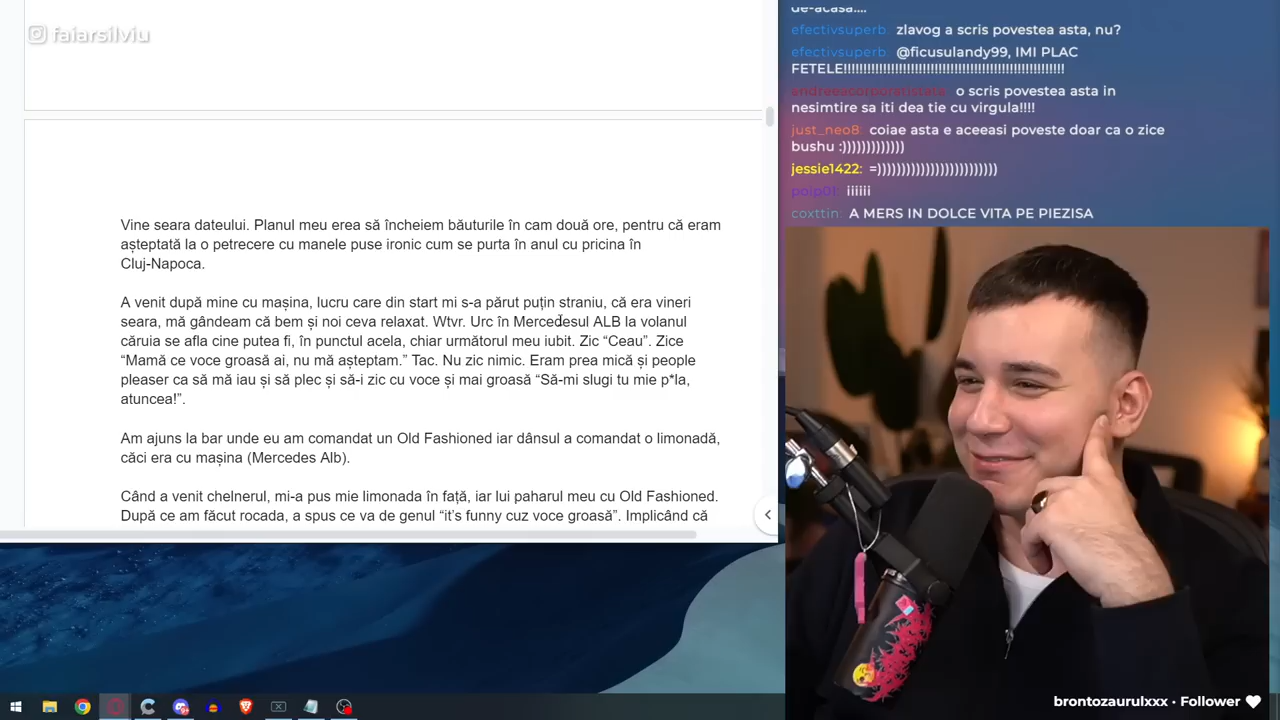 faiarsilviu
Vine seara dateului. Planul meu erea să încheiem băuturile în cam două ore, pentru că eram
așteptată la o petrecere cu manele puse ironic cum se purta în anul cu pricina în
Cluj-Napoca.
A venit după mine cu mașina, lucru care din start mi s-a părut puțin straniu, că era vineri
seara, mă gândeam că bem și noi ceva relaxat. Wtvr. Urc în Mercedesul ALB la volanul
căruia se afla cine putea fi, în punctul acela, chiar următorul meu iubit. Zic “Ceau”. Zice
“Mamă ce voce groasă ai, nu mă așteptam.” Tac. Nu zic nimic. Eram prea mică și people
pleaser ca să mă iau și să plec și să-i zic cu voce și mai groasă “Să-mi slugi tu mie p*la,
atuncea!”.
Am ajuns la bar unde eu am comandat un Old Fashioned iar dânsul a comandat o limonadă,
căci era cu mașina (Mercedes Alb).
Când a venit chelnerul, mi-a pus mie limonada în față, iar lui paharul meu cu Old Fashioned.
După ce am făcut rocada, a spus ce va de genul “it’s funny cuz voce groasă”. Implicând că
de-acasa....
efectivsuperb: zlavog a scris povestea asta, nu?
efectivsuperb: @ficusulandy99, IMI PLAC
FETELE!!!!!!!!!!!!!!!!!!!!!!!!!!!!!!!!!!!!!!!!!!!!!!!!!!!!!!
andreeacorporatistata: o scris povestea asta in
nesimtire sa iti dea tie cu virgula!!!!
just_neo8: coiae asta e aceeasi poveste doar ca o zice
bushu :)))))))))))))
jessie1422: =))))))))))))))))))))))))
polp01: iiiiii
coxttin: A MERS IN DOLCE VITA PE PIEZISA
brontozaurulxxx · Follower